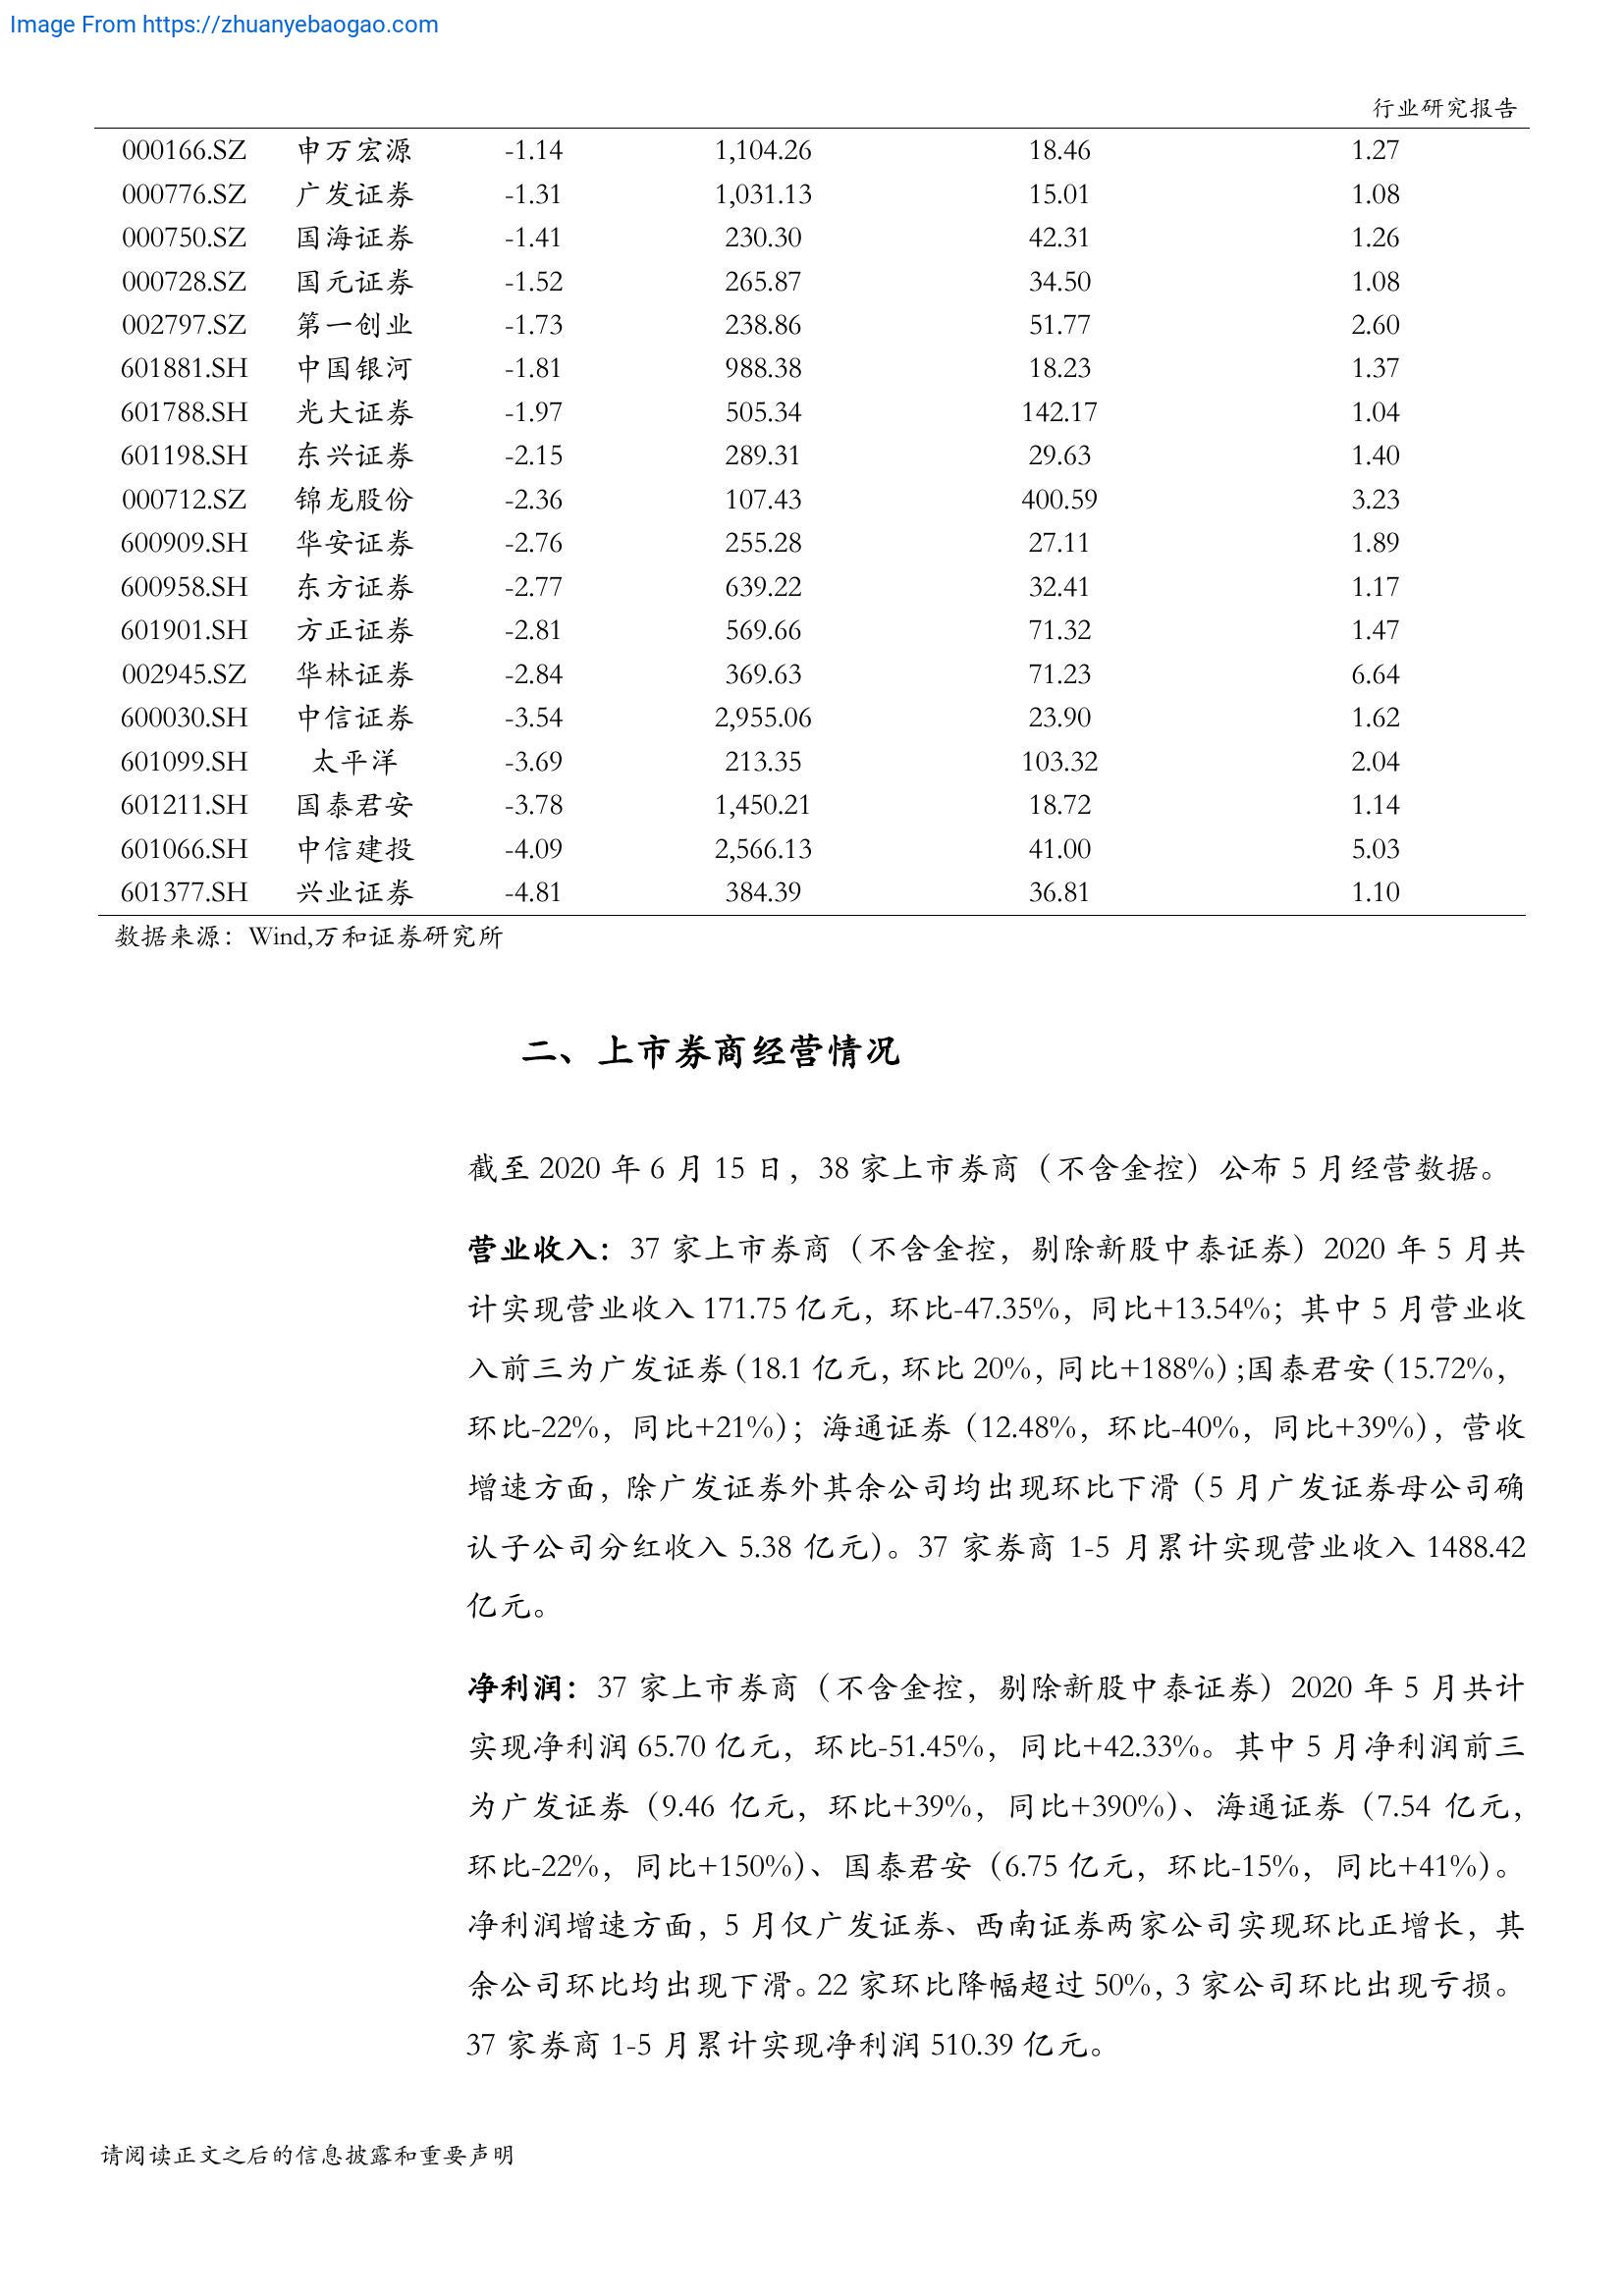 Image From https://zhuanyebaogao.com
行业研究报告
000166.SZ 申万宏源 -1.14 1,104.26 18.46 1.27
000776.SZ 广发证券 -1.31 1,031.13 15.01 1.08
000750.SZ 国海证券 -1.41 230.30 42.31 1.26
000728.SZ 国元证券 -1.52 265.87 34.50 1.08
002797.SZ 第一创业 -1.73 238.86 51.77 2.60
601881.SH 中国银河 -1.81 988.38 18.23 1.37
601788.SH 光大证券 -1.97 505.34 142.17 1.04
601198.SH 东兴证券 -2.15 289.31 29.63 1.40
000712.SZ 锦龙股份 -2.36 107.43 400.59 3.23
600909.SH 华安证券 -2.76 255.28 27.11 1.89
600958.SH 东方证券 -2.77 639.22 32.41 1.17
601901.SH 方正证券 -2.81 569.66 71.32 1.47
002945.SZ 华林证券 -2.84 369.63 71.23 6.64
600030.SH 中信证券 -3.54 2,955.06 23.90 1.62
601099.SH 太平洋 -3.69 213.35 103.32 2.04
601211.SH 国泰君安 -3.78 1,450.21 18.72 1.14
601066.SH 中信建投 -4.09 2,566.13 41.00 5.03
601377.SH 兴业证券 -4.81 384.39 36.81 1.10
数据来源：Wind,万和证券研究所
二、上市券商经营情况
截至 2020 年 6 月 15 日，38 家上市券商（不含金控）公布 5 月经营数据。
营业收入：37 家上市券商（不含金控，剔除新股中泰证券）2020 年 5 月共
计实现营业收入 171.75 亿元，环比-47.35%，同比+13.54%；其中 5 月营业收
入前三为广发证券（18.1 亿元，环比 20%，同比+188%）;国泰君安（15.72%，
环比-22%，同比+21%）；海通证券（12.48%，环比-40%，同比+39%），营收
增速方面，除广发证券外其余公司均出现环比下滑（5 月广发证券母公司确
认子公司分红收入 5.38 亿元）。37 家券商 1-5 月累计实现营业收入 1488.42
亿元。
净利润：37 家上市券商（不含金控，剔除新股中泰证券）2020 年 5 月共计
实现净利润 65.70 亿元，环比-51.45%，同比+42.33%。其中 5 月净利润前三
为广发证券（9.46 亿元，环比+39%，同比+390%）、海通证券（7.54 亿元，
环比-22%，同比+150%）、国泰君安（6.75 亿元，环比-15%，同比+41%）。
净利润增速方面，5 月仅广发证券、西南证券两家公司实现环比正增长，其
余公司环比均出现下滑。22 家环比降幅超过 50%，3 家公司环比出现亏损。
37 家券商 1-5 月累计实现净利润 510.39 亿元。
请阅读正文之后的信息披露和重要声明